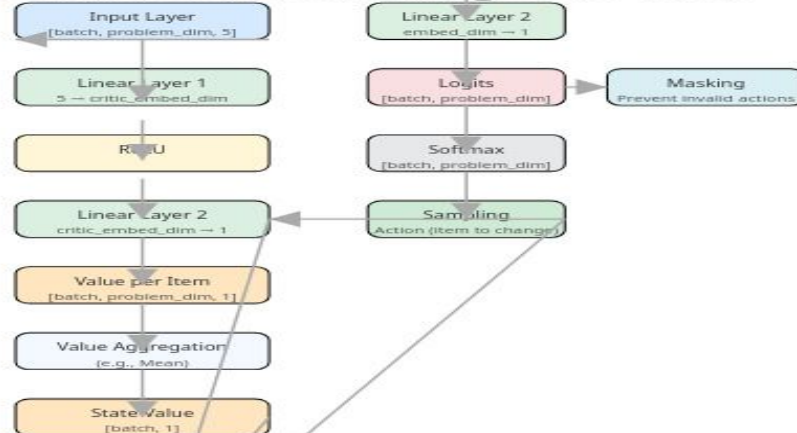 Input Layer
[batch, problem_dim, 5]
Linear Layer 1
5 → critic_embed_dim
ReLU
Linear Layer 2
critic_embed_dim → 1
Value per Item
[batch, problem_dim, 1]
Value Aggregation
(e.g., Mean)
State Value
[batch, 1]
Linear Layer 2
embed_dim → 1
Logits
[batch, problem_dim]
Softmax
[batch, problem_dim]
Sampling
Action (item to change)
Masking
Prevent invalid actions